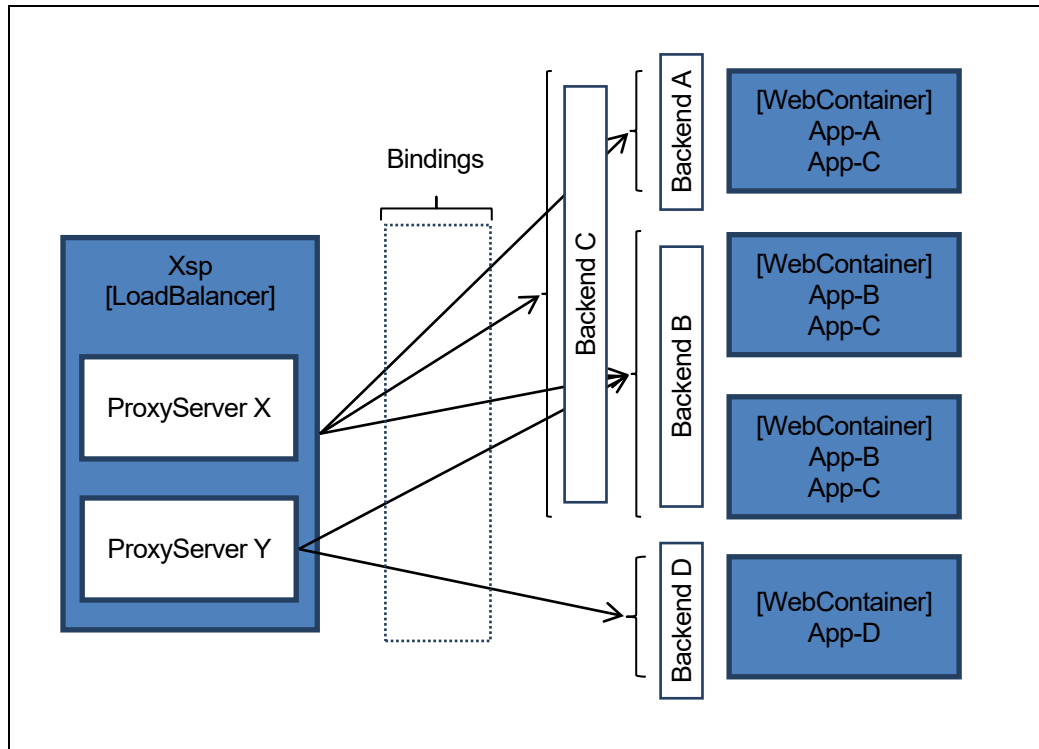 Bindings
Xsp
[LoadBalancer]
ProxyServer X
ProxyServer Y
Backend C
Backend A
[WebContainer]
App-A
App-C
Backend B
[WebContainer]
App-B
App-C
[WebContainer]
App-B
App-C
Backend D
[WebContainer]
App-D